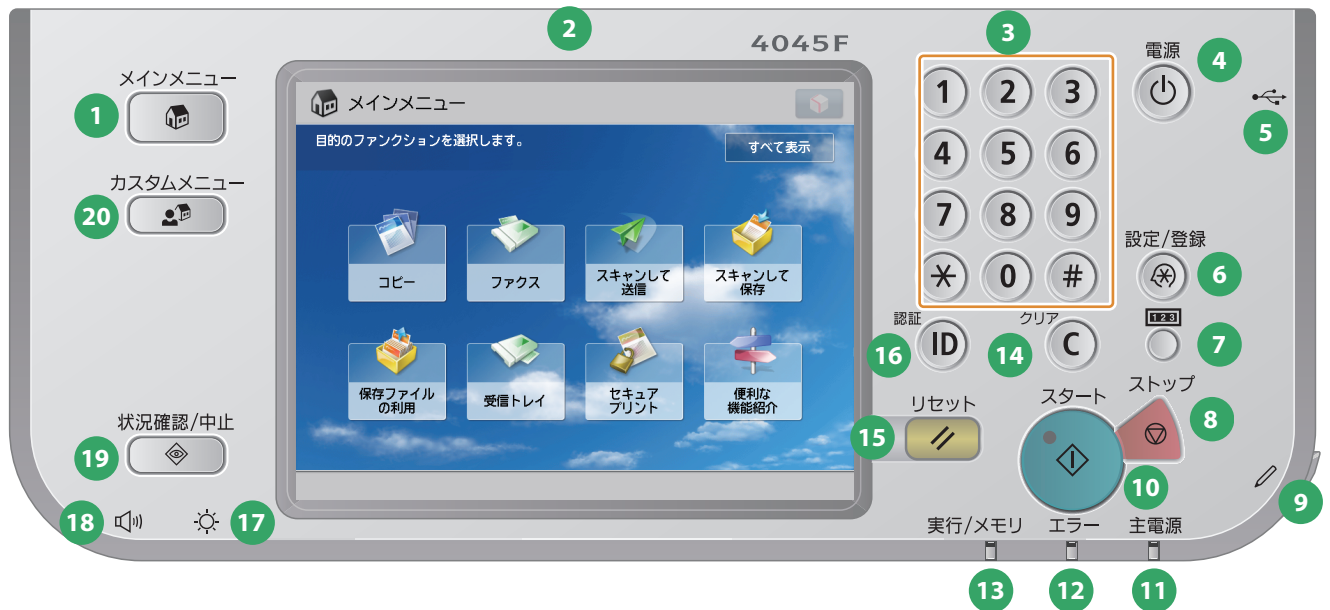 2
4045F
3
メインメニュー
1
カスタムメニュー
20
メインメニュー
目的のファンクションを選択します。
すべて表示
コピー
ファクス
スキャンして
送信
スキャンして
保存
保存ファイル
の利用
受信トレイ
セキュア
プリント
便利な
機能紹介
状況確認/中止
19
18
17
1 2 3
4 5 6
7 8 9
0 #
電源
4
5
設定/登録
6
123
7
認証
16
ID
クリア
14
C
リセット
15
スタート
10
ストップ
8
9
実行/メモリ
エラー
主電源
13
12
11